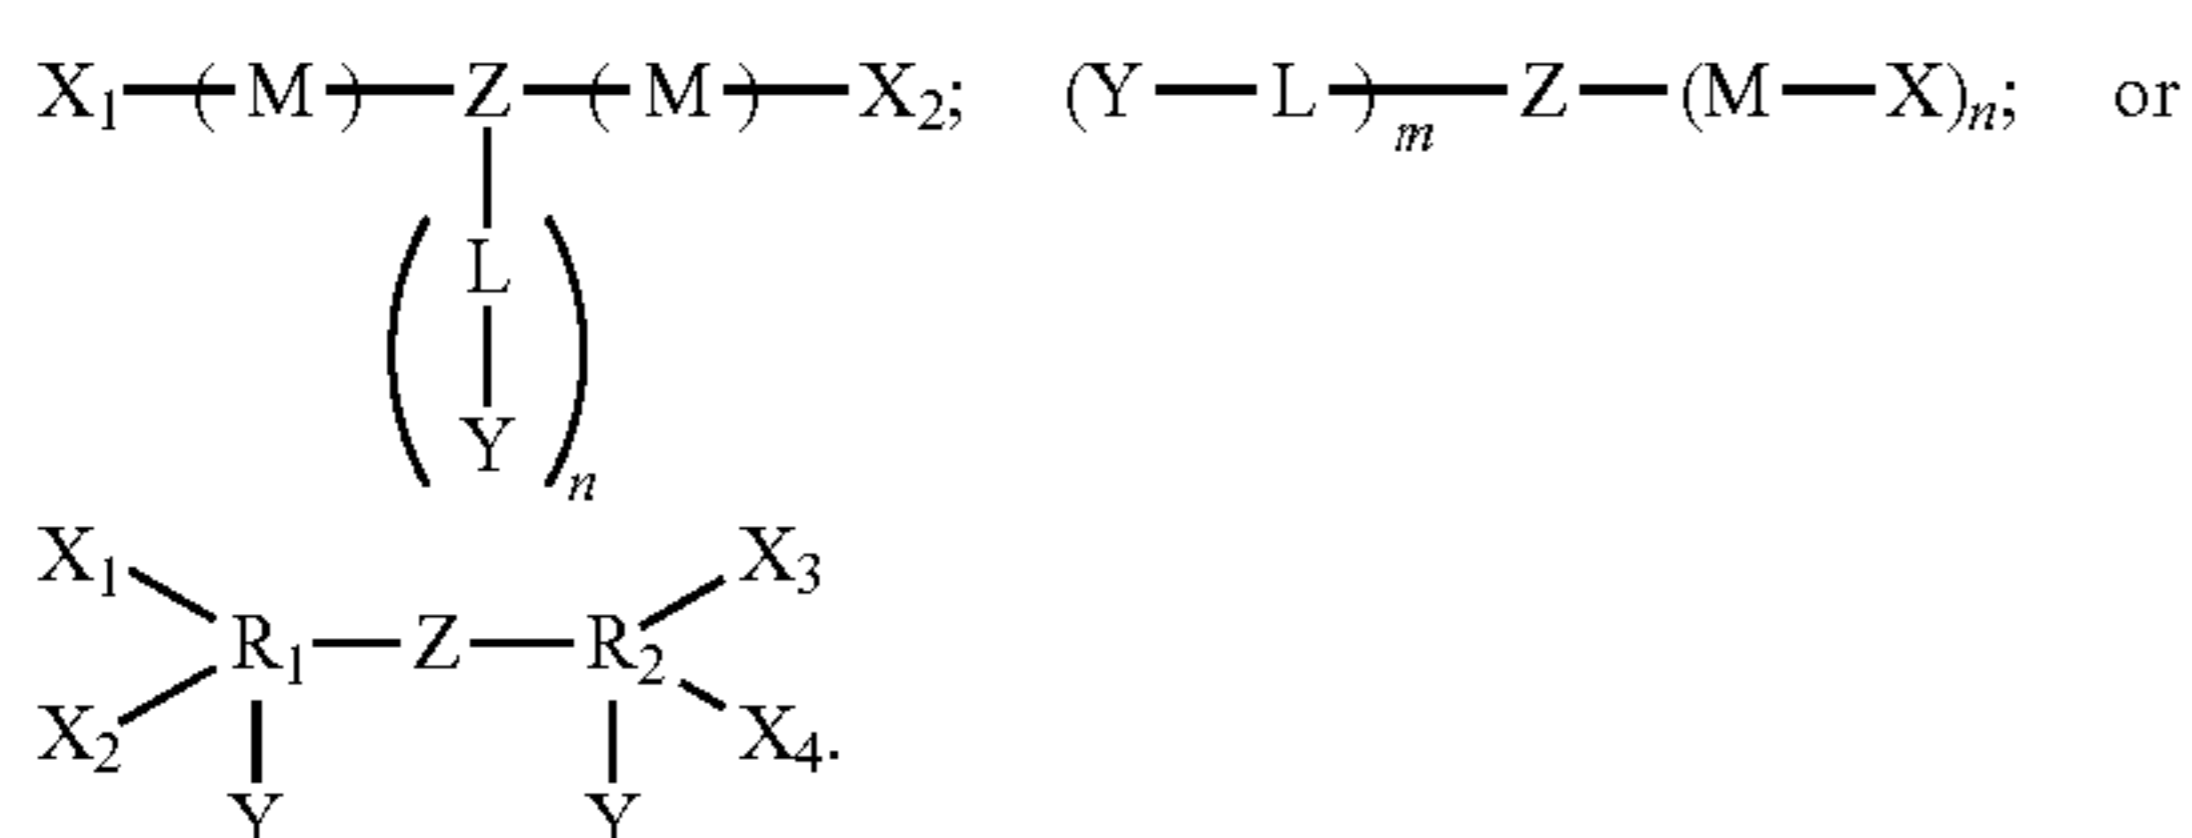 X1—(M)—Z—(M)—X2; (Y—L)m—Z—(M—X)n; or
L
Y
n
X1 X3
R1—Z—R2
X2 X4.
Y Y